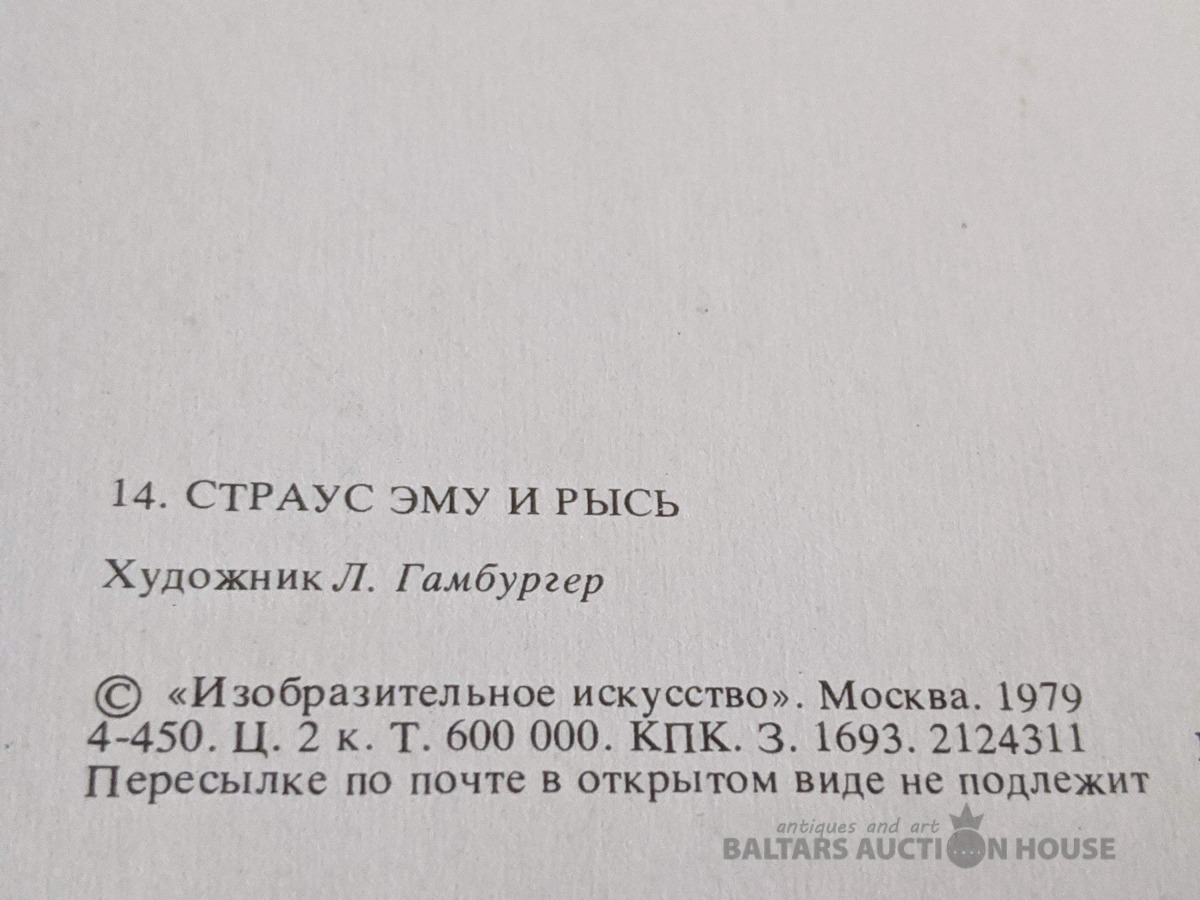 14. СТРАУС ЭМУ И РЫСЬ
Художник Л. Гамбургер
© «Изобразительное искусство». Москва. 1979
4-450. Ц. 2 к. Т. 600 000. КПК. З. 1693. 2124311
Пересылке по почте в открытом виде не подлежит
antiques and art
BALTARS AUCTION HOUSE